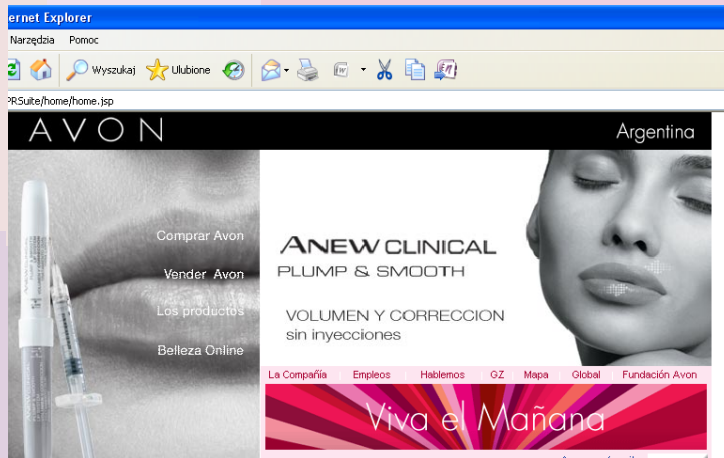 ernet Explorer
Narzędzia Pomoc
Wyszukaj Ulubione
PRSuite/home/home.jsp
AVON Argentina
Comprar Avon
Vender Avon
Los productos
Belleza Online
ANEW CLINICAL
PLUMP & SMOOTH
VOLUMEN Y CORRECCION
sin inyecciones
La Compañía Empleos Hablemos GZ Mapa Global Fundación Avon
Viva el Mañana